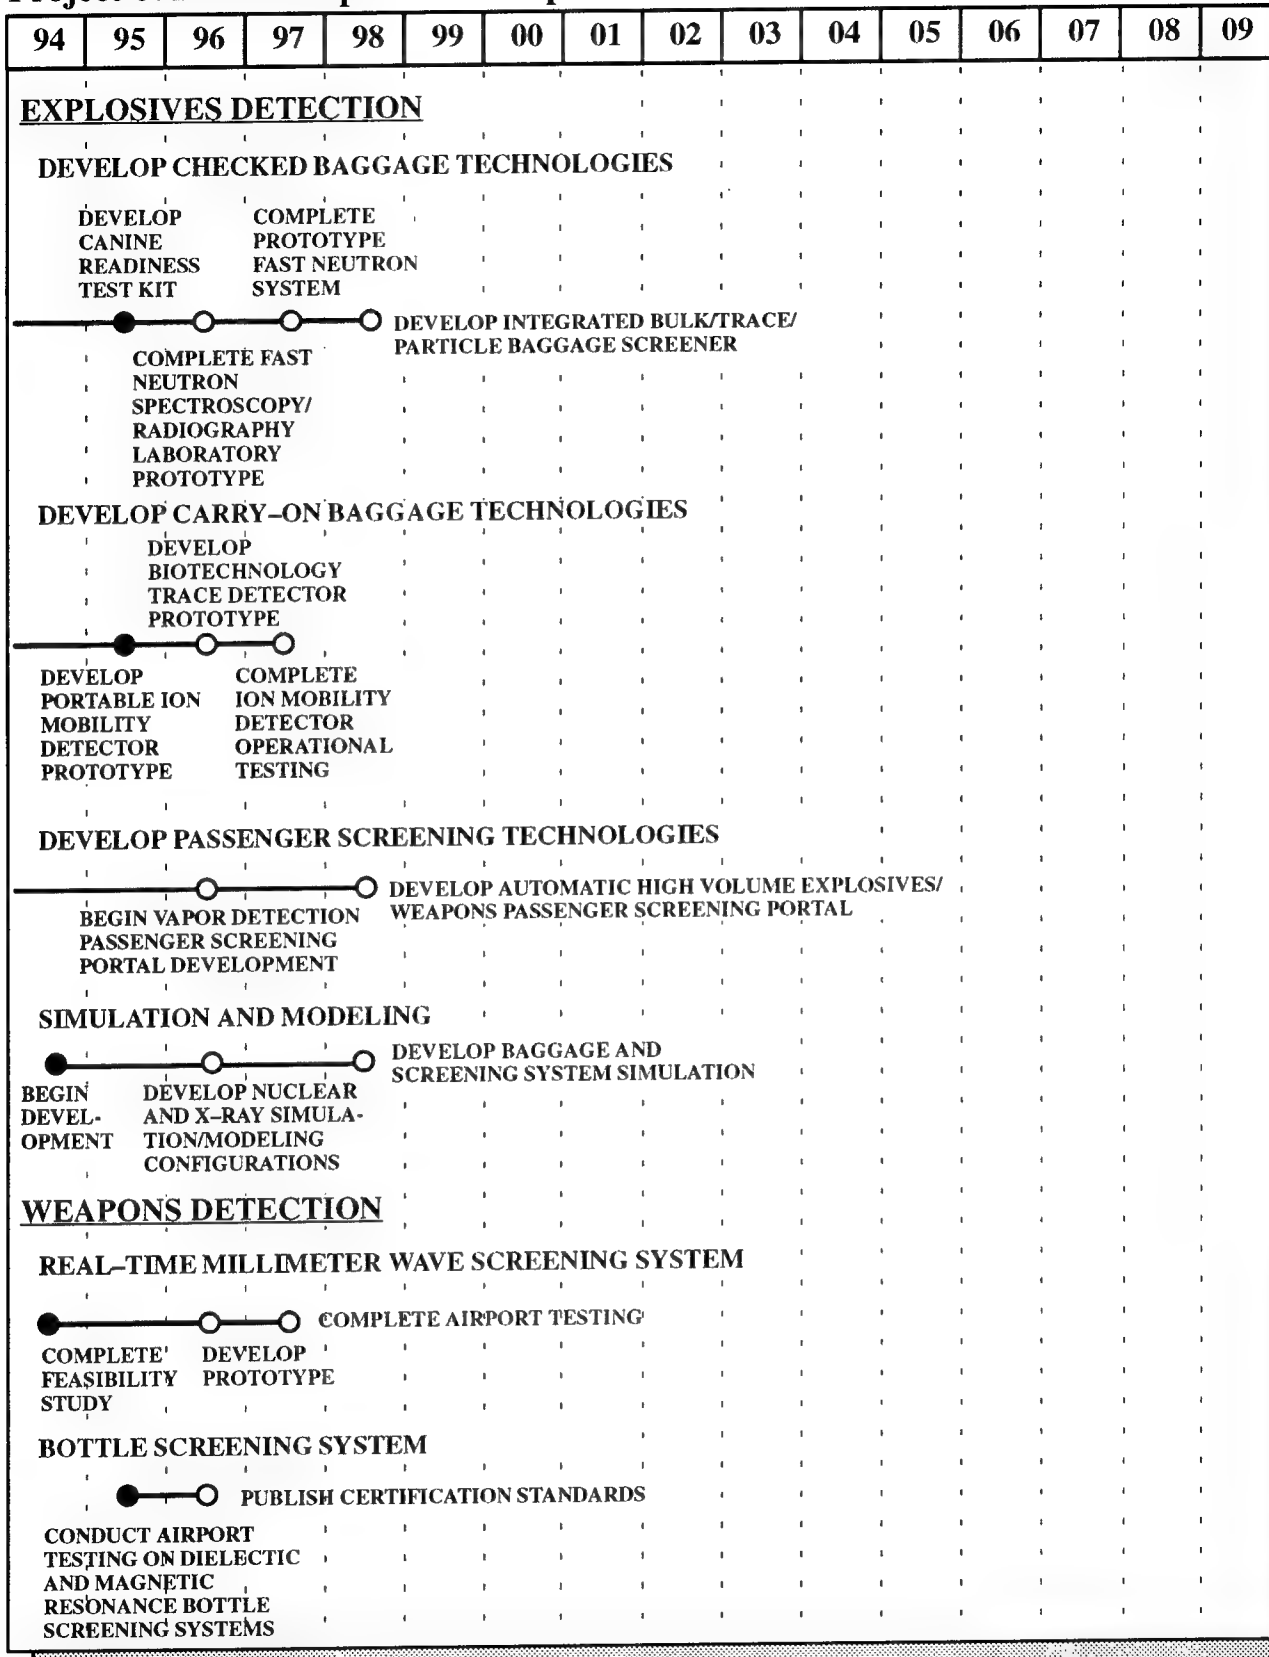 94 95 96 97 98 99 00 01 02 03 04 05 06 07 08 09
EXPLOSIVES DETECTION
DEVELOP CHECKED BAGGAGE TECHNOLOGIES
DEVELOP
CANINE
READINESS
TEST KIT
COMPLETE
PROTOTYPE
FAST NEUTRON
SYSTEM
DEVELOP INTEGRATED BULK/TRACE/
PARTICLE BAGGAGE SCREENER
COMPLETE FAST
NEUTRON
SPECTROSCOPY/
RADIOGRAPHY
LABORATORY
PROTOTYPE
DEVELOP CARRY–ON BAGGAGE TECHNOLOGIES
DEVELOP
BIOTECHNOLOGY
TRACE DETECTOR
PROTOTYPE
DEVELOP
PORTABLE ION
MOBILITY
DETECTOR
PROTOTYPE
COMPLETE
ION MOBILITY
DETECTOR
OPERATIONAL
TESTING
DEVELOP PASSENGER SCREENING TECHNOLOGIES
DEVELOP AUTOMATIC HIGH VOLUME EXPLOSIVES/
WEAPONS PASSENGER SCREENING PORTAL
BEGIN VAPOR DETECTION
PASSENGER SCREENING
PORTAL DEVELOPMENT
SIMULATION AND MODELING
DEVELOP BAGGAGE AND
SCREENING SYSTEM SIMULATION
BEGIN
DEVEL-
OPMENT
DEVELOP NUCLEAR
AND X–RAY SIMULA-
TION/MODELING
CONFIGURATIONS
WEAPONS DETECTION
REAL–TIME MILLIMETER WAVE SCREENING SYSTEM
COMPLETE AIRPORT TESTING
COMPLETE
FEASIBILITY
STUDY
DEVELOP
PROTOTYPE
BOTTLE SCREENING SYSTEM
PUBLISH CERTIFICATION STANDARDS
CONDUCT AIRPORT
TESTING ON DIELECTIC
AND MAGNETIC
RESONANCE BOTTLE
SCREENING SYSTEMS